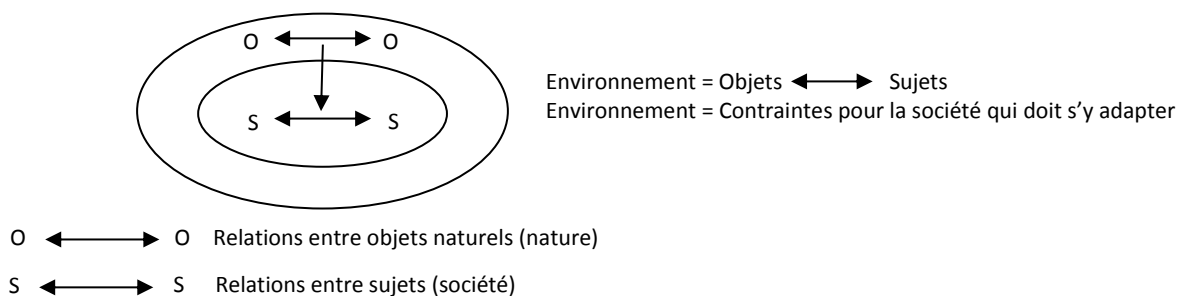 O ↔ O
S ↔ S
Environnement = Objets ↔ Sujets
Environnement = Contraintes pour la société qui doit s’y adapter
O ↔ O Relations entre objets naturels (nature)
S ↔ S Relations entre sujets (société)